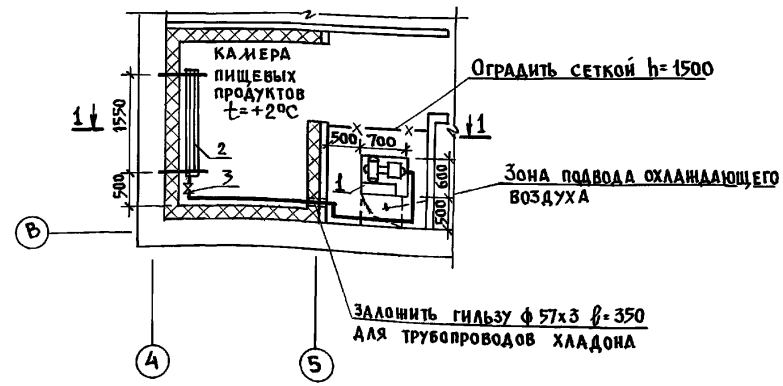 КАМЕРА
ПИЩЕВЫХ
ПРОДУКТОВ
t=+2°С
Оградить сеткой h=1500
1
1
1550
500
2
3
500
700
1
600
500
Зона подвода охлаждающего
воздуха
В
Заложить гильзу ф 57х3 ℓ=350
для трубопроводов хладона
4
5